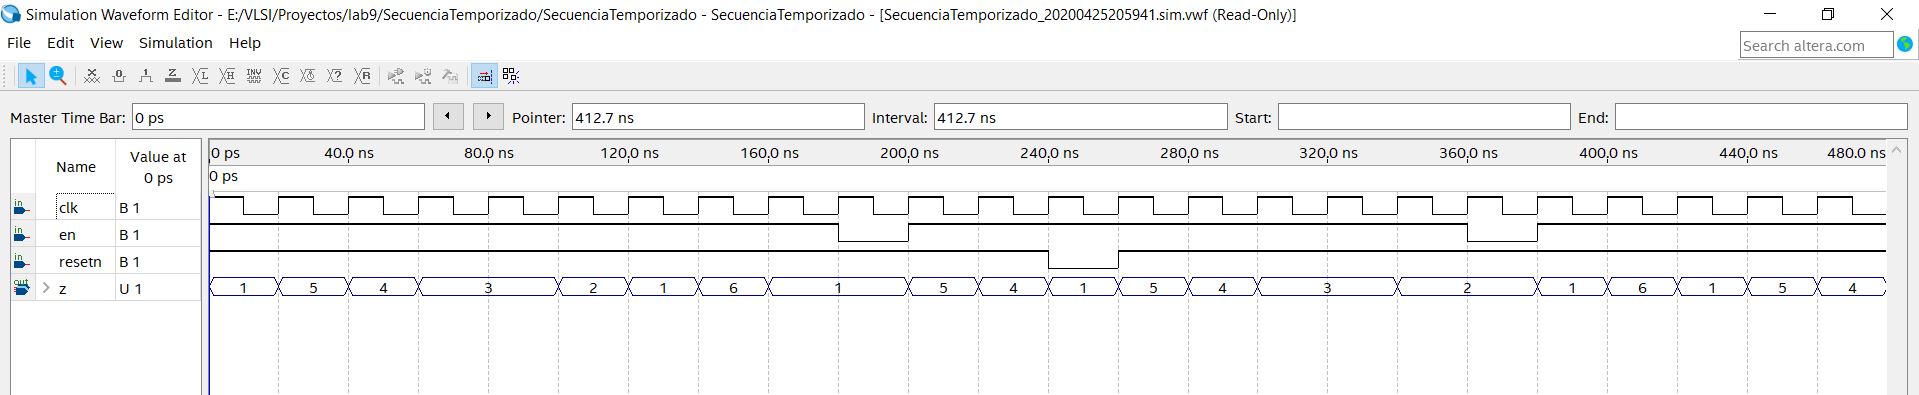 Simulation Waveform Editor - E:/VLSI/Proyectos/lab9/SecuenciaTemporizado/SecuenciaTemporizado - SecuenciaTemporizado - [SecuenciaTemporizado_20200425205941.sim.vwf (Read-Only)]
File Edit View Simulation Help
Search altera.com
Master Time Bar: 0 ps Pointer: 412.7 ns Interval: 412.7 ns Start: End:
Name Value at 0 ps
0 ps 40.0 ns 80.0 ns 120.0 ns 160.0 ns 200.0 ns 240.0 ns 280.0 ns 320.0 ns 360.0 ns 400.0 ns 440.0 ns 480.0 ns
0 ps
in clk B 1
in en B 1
in resetn B 1
out > z U 1 1 5 4 3 2 1 6 1 5 4 1 5 4 3 2 1 6 1 5 4